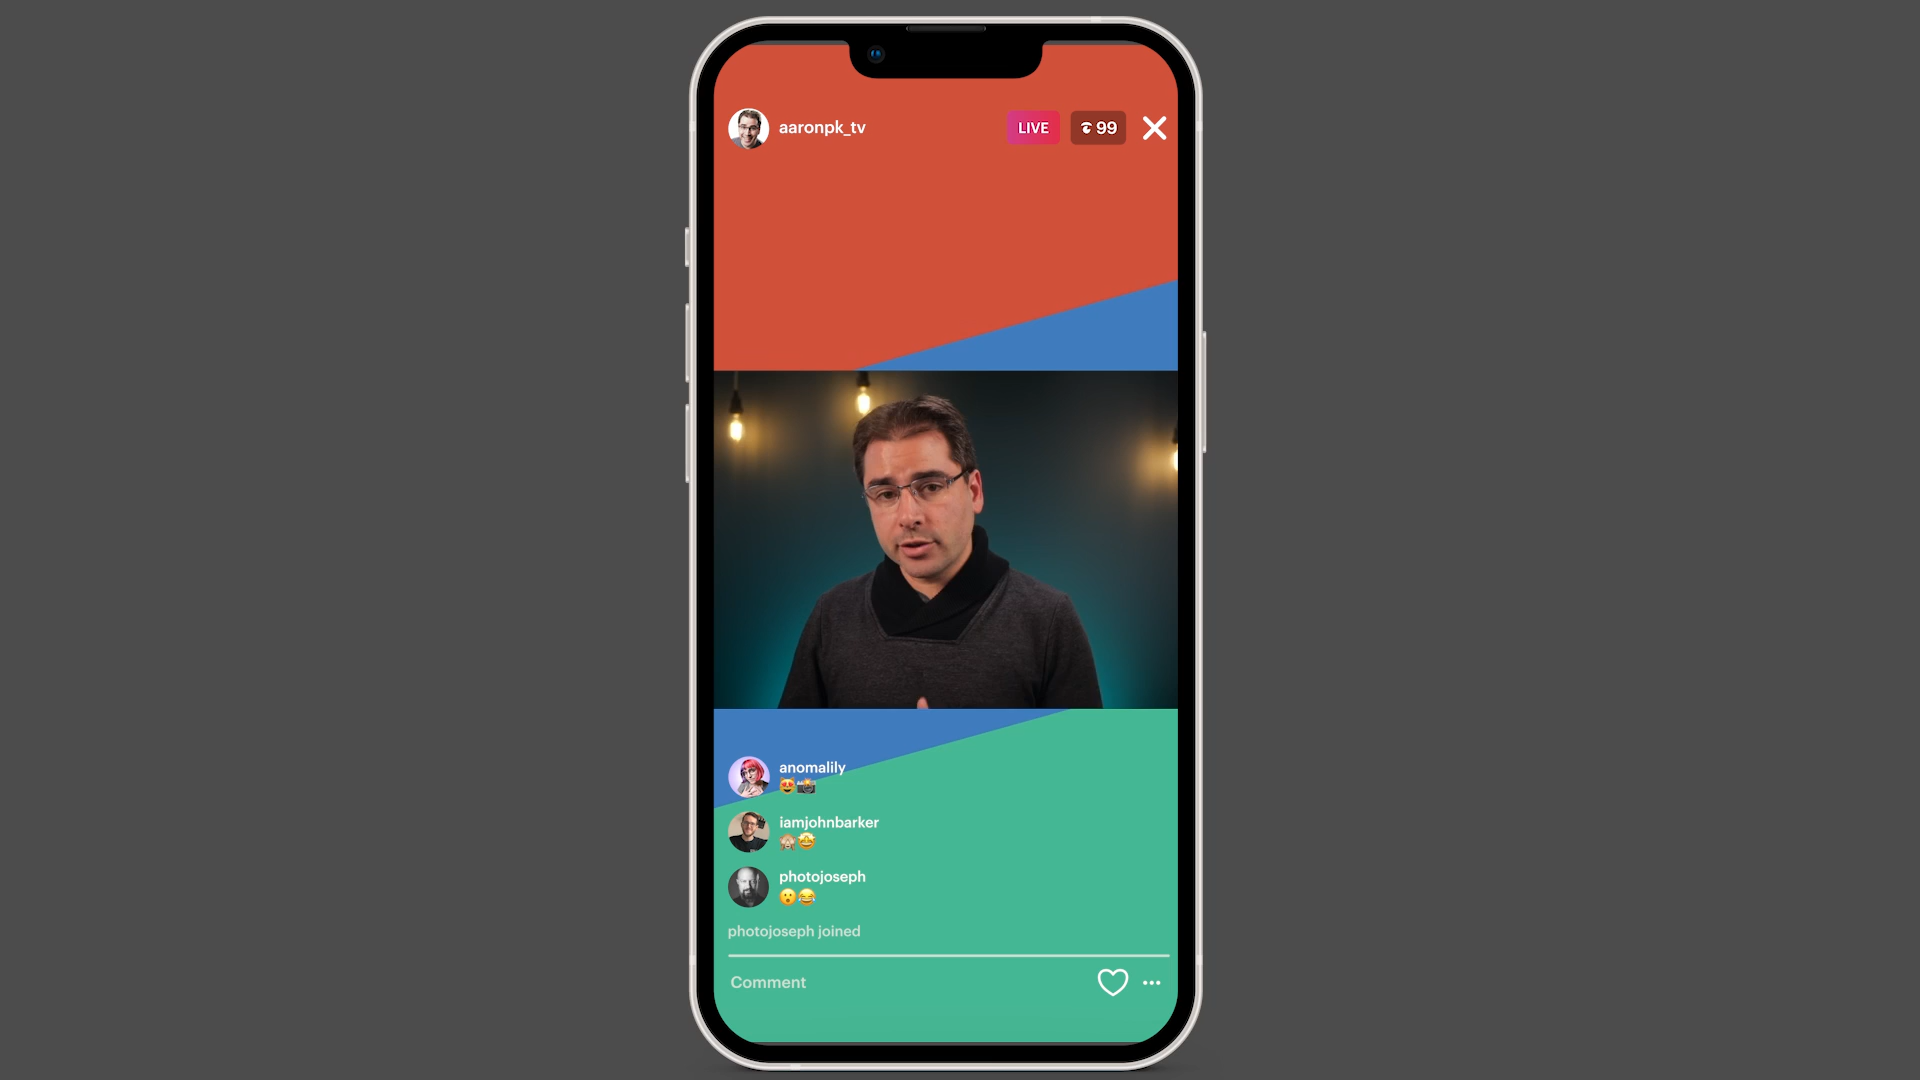 aaronpk_tv
LIVE
99
anomalily
😻📸
iamjohnbarker
🙈🤩
photojoseph
😮😂
photojoseph joined
Comment